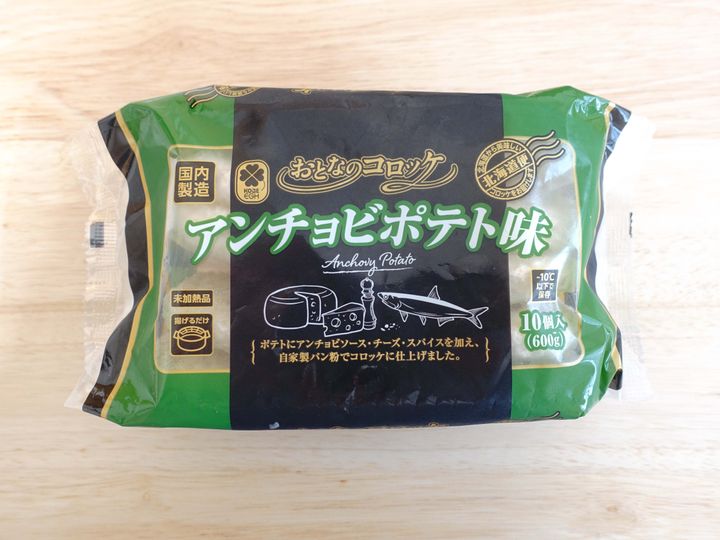 国内
製造
KOBE
EGH
おとなのコロッケ
北海道
アンチョビポテト味
Anchovy Potato
未加熱品
揚げるだけ
-10℃
以下で
保存
10個入
(600g)
ポテトにアンチョビソース・チーズ・スパイスを加え、
自家製パン粉でコロッケに仕上げました。